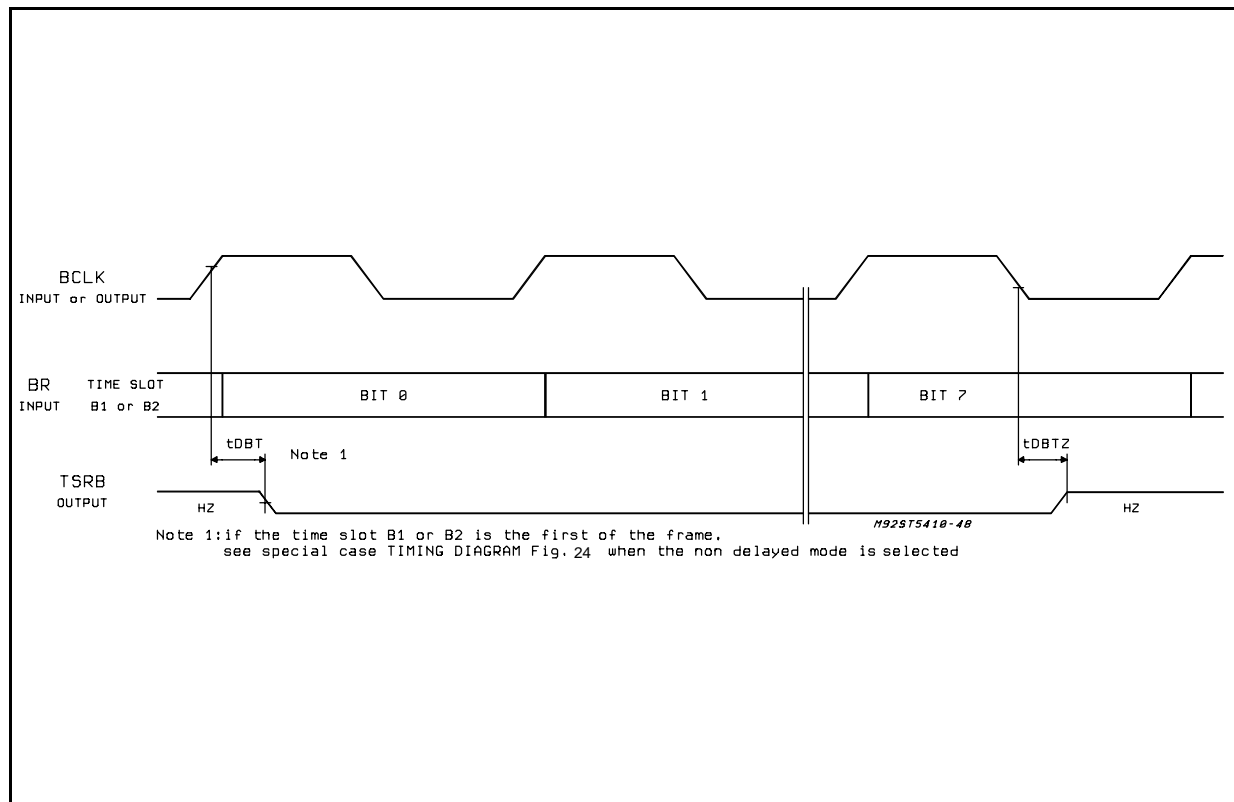 BCLK
INPUT or OUTPUT
BR TIME SLOT
INPUT B1 or B2
BIT 0 BIT 1 BIT 7
tDBT Note 1 tDBTZ
TSRB
OUTPUT
HZ HZ
M92ST5410-48
Note 1:if the time slot B1 or B2 is the first of the frame.
see special case TIMING DIAGRAM Fig. 24 when the non delayed mode is selected